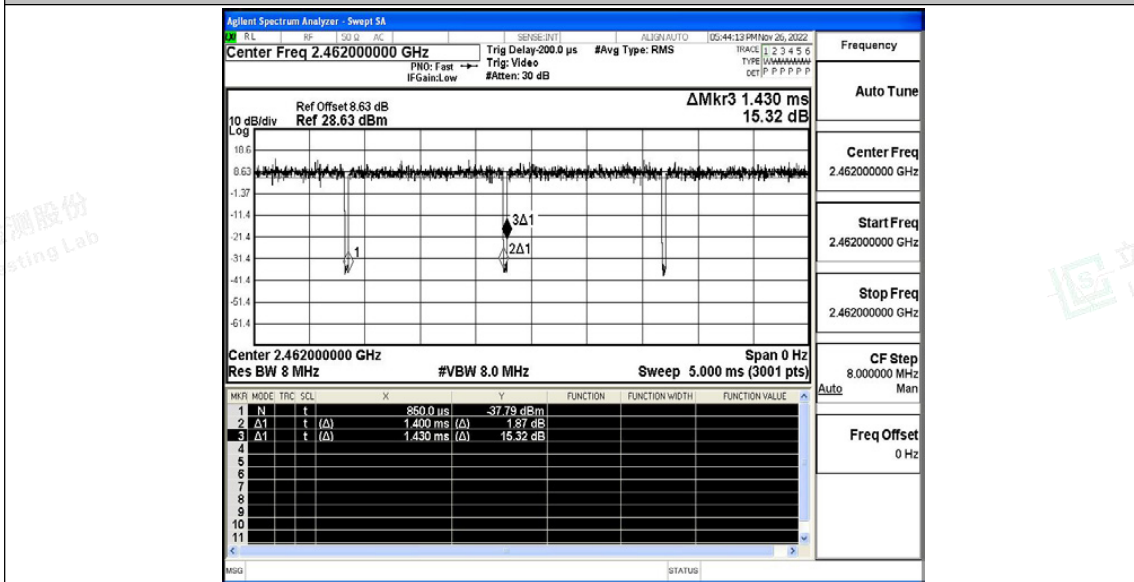 Agilent Spectrum Analyzer - Swept SA
RL RF 50 Ω AC SENSE:INT ALIGNAUTO 05:44:13 PM Nov 26, 2022
Center Freq 2.462000000 GHz
PNO: Fast
IFGain:Low
Trig Delay-200.0 µs
Trig: Video
#Atten: 30 dB
#Avg Type: RMS
TRACE 1 2 3 4 5 6
TYPE
DET P P P P P P
ΔMkr3 1.430 ms
15.32 dB
Ref Offset 8.63 dB
10 dB/div Ref 28.63 dBm
Log
18.6
8.63
-1.37
-11.4
-21.4
-31.4
-41.4
-51.4
-61.4
1
3Δ1
2Δ1
Center 2.462000000 GHz Span 0 Hz
Res BW 8 MHz #VBW 8.0 MHz Sweep 5.000 ms (3001 pts)
MKR MODE TRC SCL X Y FUNCTION FUNCTION WIDTH FUNCTION VALUE
1 N t 860.0 µs -37.79 dBm
2 Δ1 t (Δ) 1.400 ms (Δ) 1.87 dB
3 Δ1 t (Δ) 1.430 ms (Δ) 15.32 dB
4
5
6
7
8
9
10
11
MSG STATUS
Frequency
Auto Tune
Center Freq
2.462000000 GHz
Start Freq
2.462000000 GHz
Stop Freq
2.462000000 GHz
CF Step
8.000000 MHz
Auto Man
Freq Offset
0 Hz
测股份
sting Lab
立